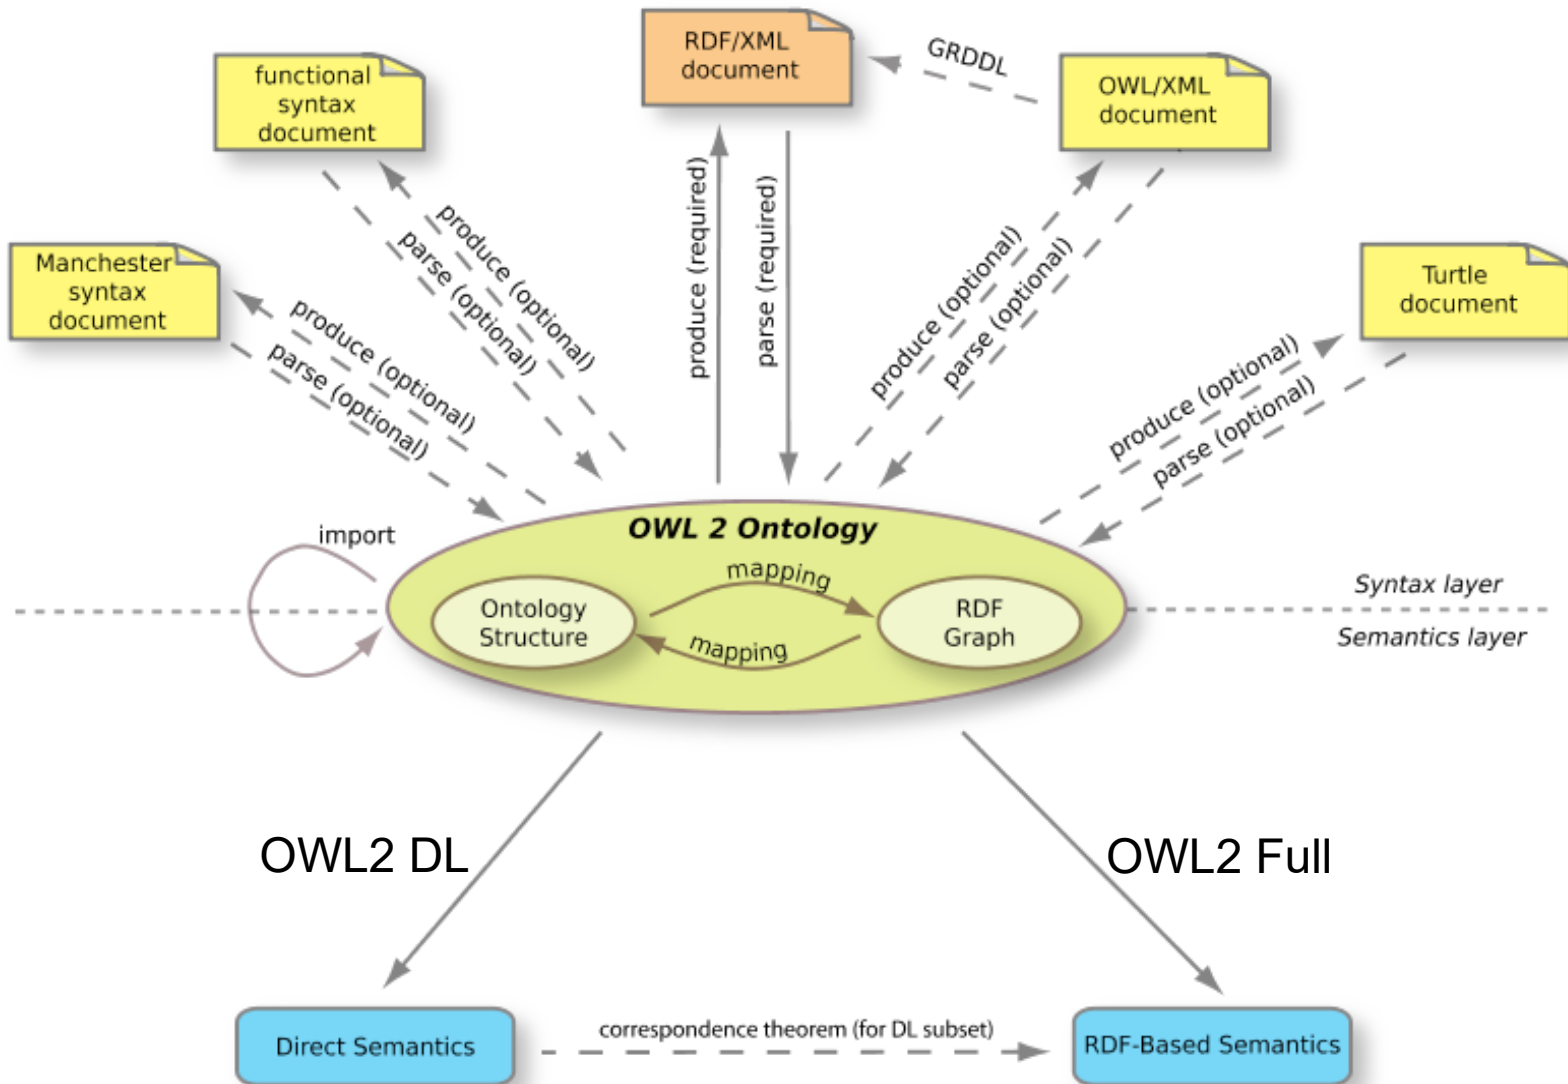 RDF/XML
document
GRDDL
functional
syntax
document
OWL/XML
document
Manchester
syntax
document
Turtle
document
produce (optional)
parse (optional)
produce (optional)
parse (optional)
produce (required)
parse (required)
produce (optional)
parse (optional)
produce (optional)
parse (optional)
import
OWL 2 Ontology
mapping
Ontology
Structure
RDF
Graph
mapping
Syntax layer
Semantics layer
OWL2 DL
OWL2 Full
Direct Semantics
correspondence theorem (for DL subset)
RDF-Based Semantics